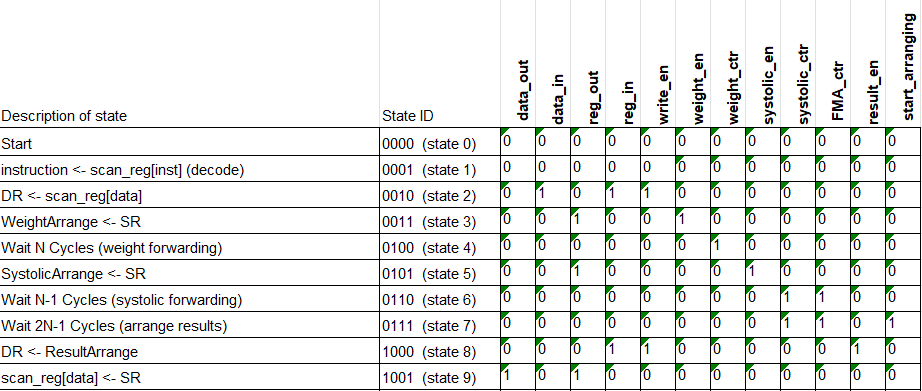 Description of state State ID data_out data_in reg_out reg_in write_en weight_en weight_ctr systolic_en systolic_ctr FMA_ctr result_en start_arranging
Start 0000 (state 0) 0 0 0 0 0 0 0 0 0 0 0 0
instruction <- scan_reg[inst] (decode) 0001 (state 1) 0 0 0 0 0 0 0 0 0 0 0 0
DR <- scan_reg[data] 0010 (state 2) 0 1 0 1 1 0 0 0 0 0 0 0
WeightArrange <- SR 0011 (state 3) 0 0 1 0 0 1 0 0 0 0 0 0
Wait N Cycles (weight forwarding) 0100 (state 4) 0 0 0 0 0 0 1 0 0 0 0 0
SystolicArrange <- SR 0101 (state 5) 0 0 1 0 0 0 0 1 0 0 0 0
Wait N-1 Cycles (systolic forwarding) 0110 (state 6) 0 0 0 0 0 0 0 0 1 1 0 0
Wait 2N-1 Cycles (arrange results) 0111 (state 7) 0 0 0 0 0 0 0 0 1 1 0 1
DR <- ResultArrange 1000 (state 8) 0 0 0 1 1 0 0 0 0 0 1 0
scan_reg[data] <- SR 1001 (state 9) 1 0 1 0 0 0 0 0 0 0 0 0